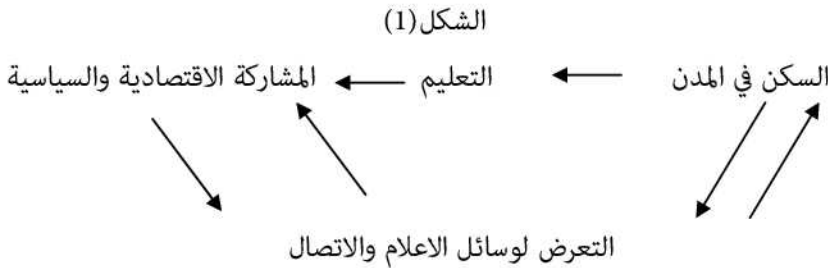 الشكل(1)
السكن في المدن التعليم المشاركة الاقتصادية والسياسية
التعرض لوسائل الاعلام والاتصال